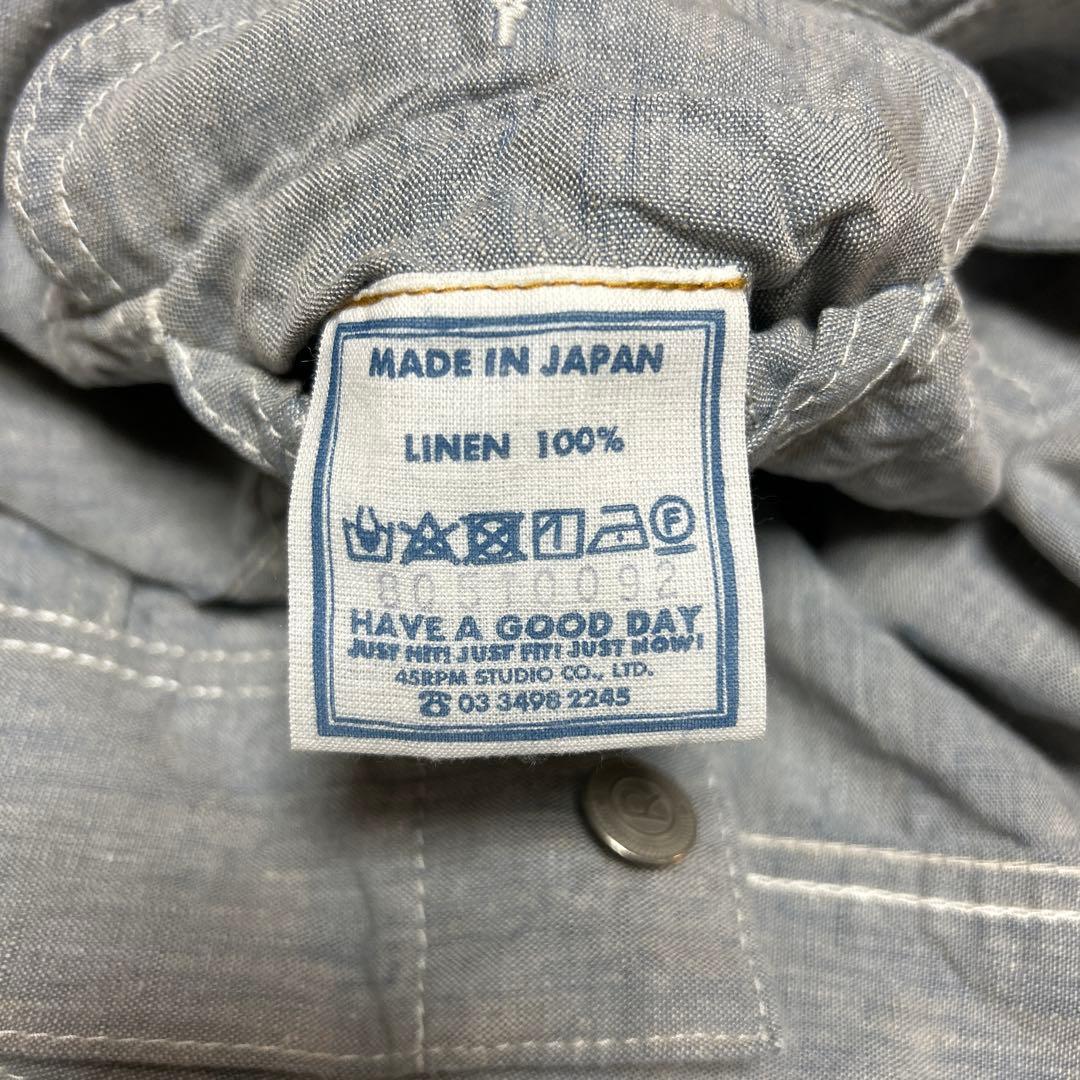 MADE IN JAPAN
LINEN 100%
F
80510092
HAVE A GOOD DAY
JUST HIT! JUST FIT! JUST NOW!
45RPM STUDIO CO., LTD.
☎ 03 3498 2245
R